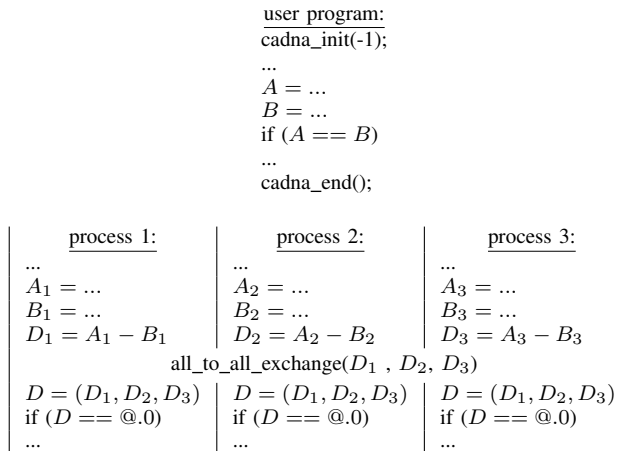 user program:
cadna_init(-1);
...
A = ...
B = ...
if (A == B)
...
cadna_end();
process 1: process 2: process 3:
... ... ...
A₁ = ... A₂ = ... A₃ = ...
B₁ = ... B₂ = ... B₃ = ...
D₁ = A₁ − B₁ D₂ = A₂ − B₂ D₃ = A₃ − B₃
all_to_all_exchange(D₁ , D₂, D₃)
D = (D₁, D₂, D₃) D = (D₁, D₂, D₃) D = (D₁, D₂, D₃)
if (D == @.0) if (D == @.0) if (D == @.0)
... ... ...